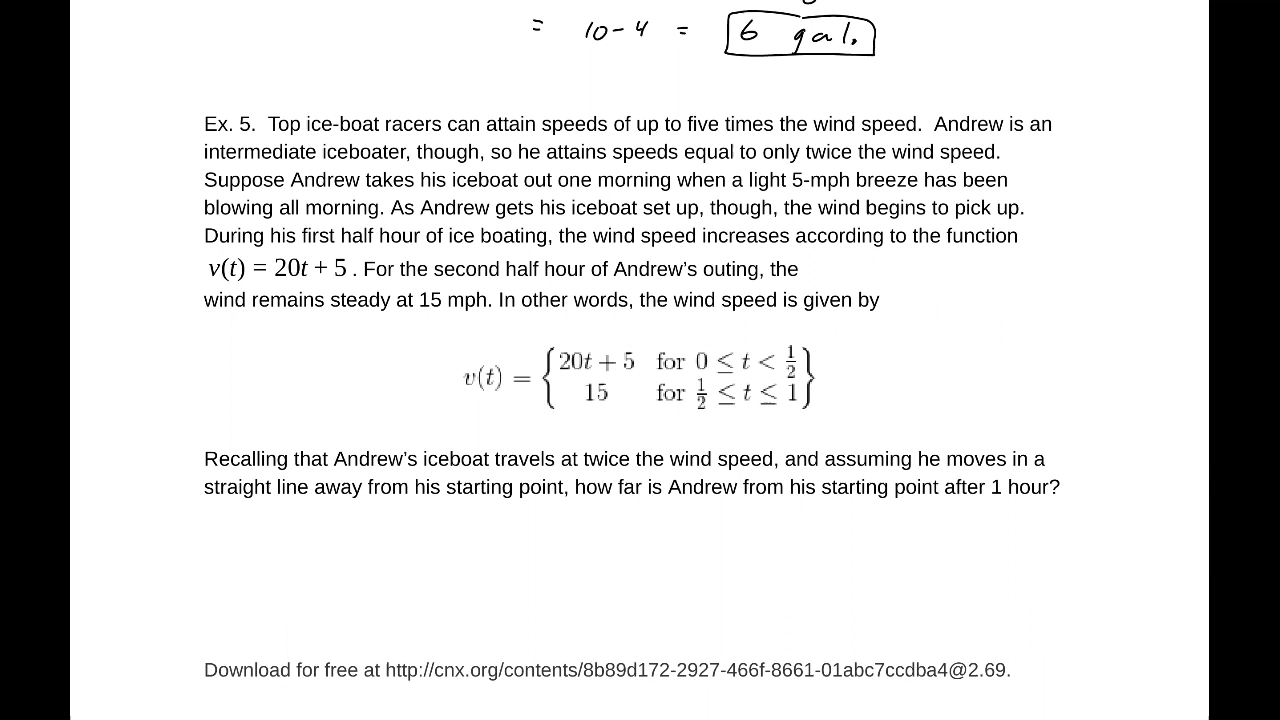 = 10 - 4 = 6 gal.
Ex. 5. Top ice-boat racers can attain speeds of up to five times the wind speed. Andrew is an
intermediate iceboater, though, so he attains speeds equal to only twice the wind speed.
Suppose Andrew takes his iceboat out one morning when a light 5-mph breeze has been
blowing all morning. As Andrew gets his iceboat set up, though, the wind begins to pick up.
During his first half hour of ice boating, the wind speed increases according to the function
v(t) = 20t + 5 . For the second half hour of Andrew’s outing, the
wind remains steady at 15 mph. In other words, the wind speed is given by
v(t) = { 20t + 5 for 0 ≤ t < 1/2
15 for 1/2 ≤ t ≤ 1 }
Recalling that Andrew’s iceboat travels at twice the wind speed, and assuming he moves in a
straight line away from his starting point, how far is Andrew from his starting point after 1 hour?
Download for free at http://cnx.org/contents/8b89d172-2927-466f-8661-01abc7ccdba4@2.69.